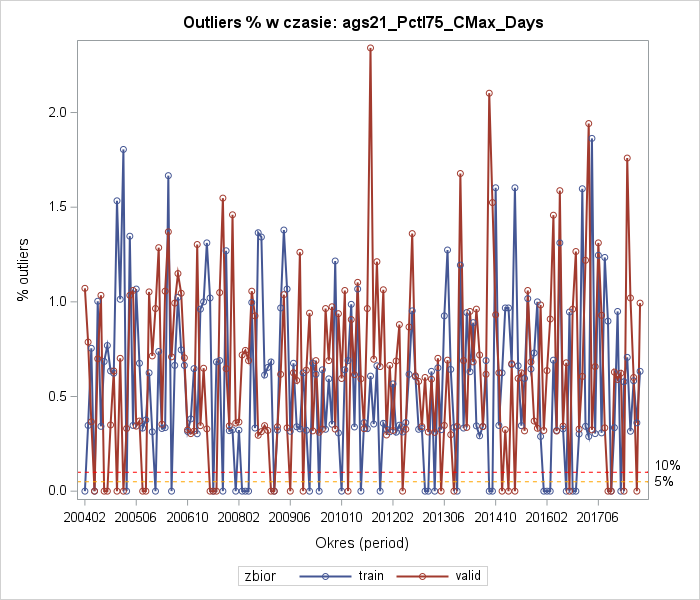 Outliers % w czasie: ags21_Pctl75_CMax_Days
% outliers
2.0
1.5
1.0
0.5
0.0
10%
5%
200402 200506 200610 200802 200906 201010 201202 201306 201410 201602 201706
Okres (period)
zbior train valid